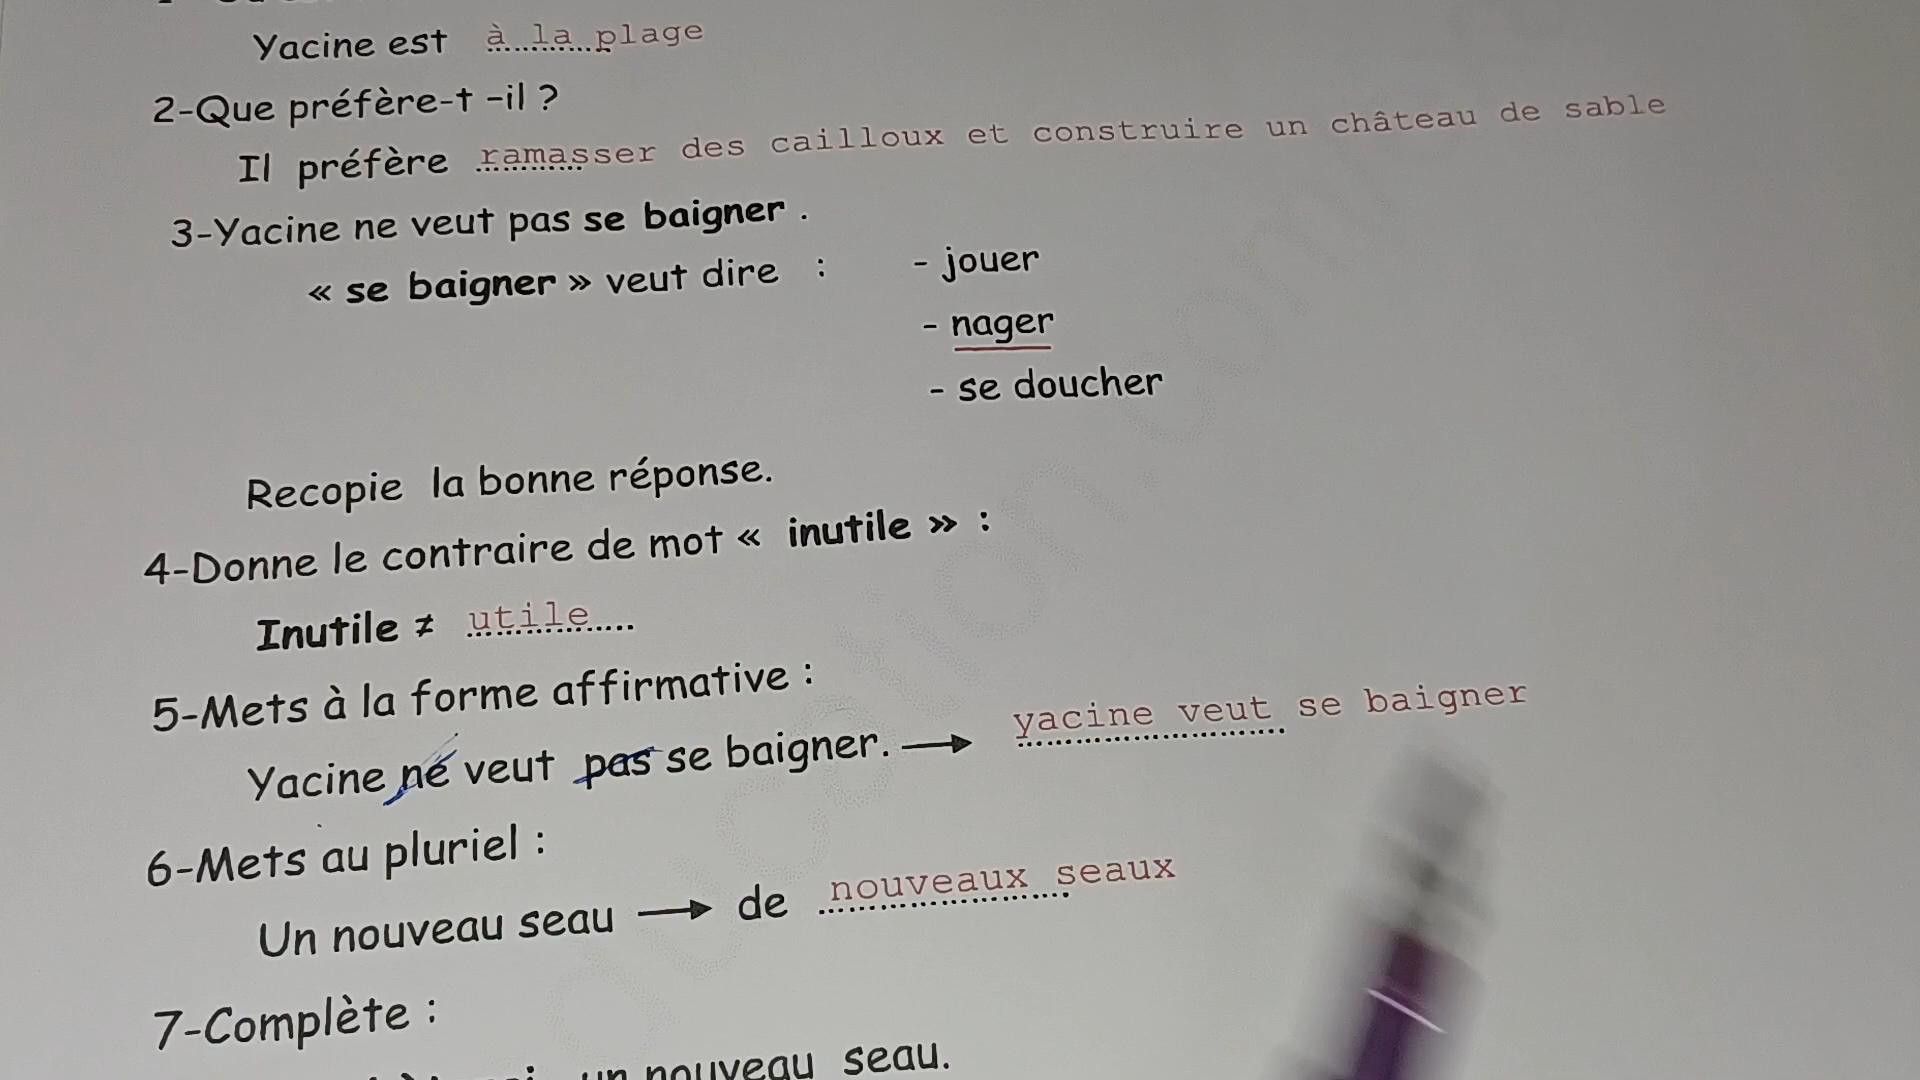 Yacine est à la plage
2-Que préfère-t -il ?
Il préfère ramasser des cailloux et construire un château de sable
3-Yacine ne veut pas se baigner .
« se baigner » veut dire : - jouer
- nager
- se doucher
Recopie la bonne réponse.
4-Donne le contraire de mot « inutile » :
Inutile ≠ utile.....
5-Mets à la forme affirmative :
Yacine ne veut pas se baigner. → yacine veut se baigner
6-Mets au pluriel :
Un nouveau seau → de nouveaux seaux
7-Complète :
un nouveau seau.